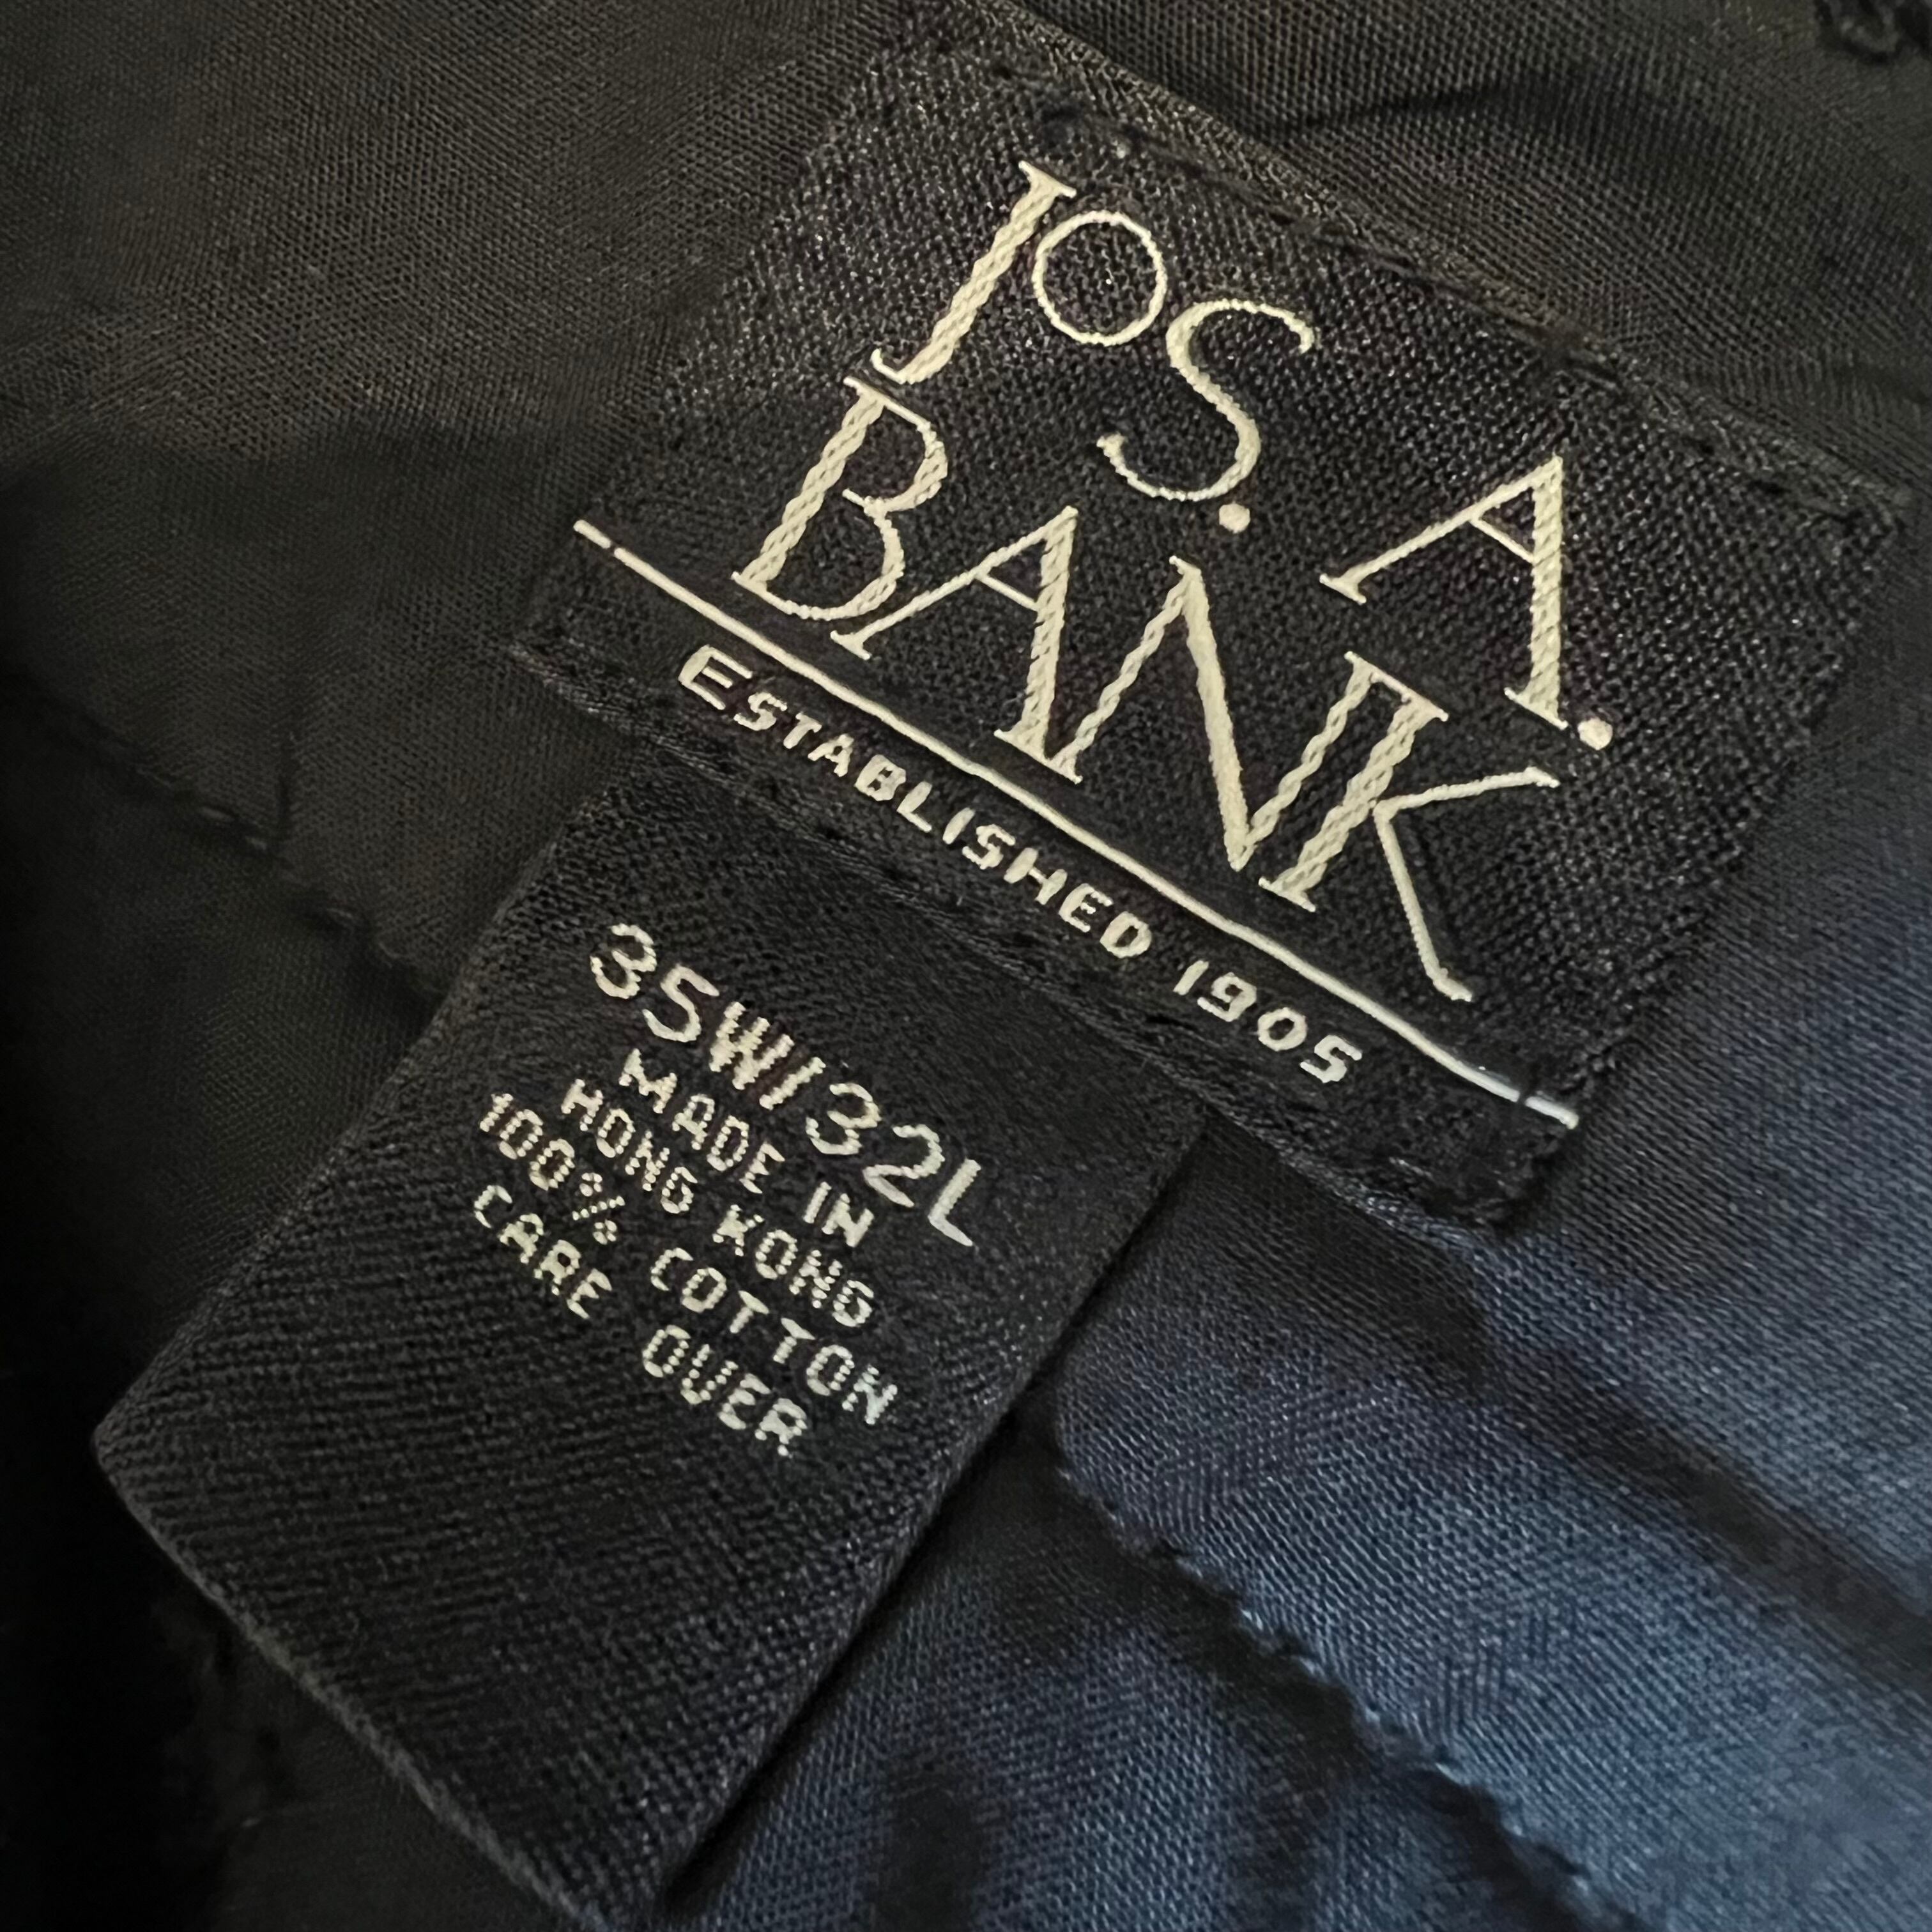 JOS. A.
BANK
ESTABLISHED 1905
35W/32L
MADE IN
HONG KONG
100% COTTON
CARE OVER